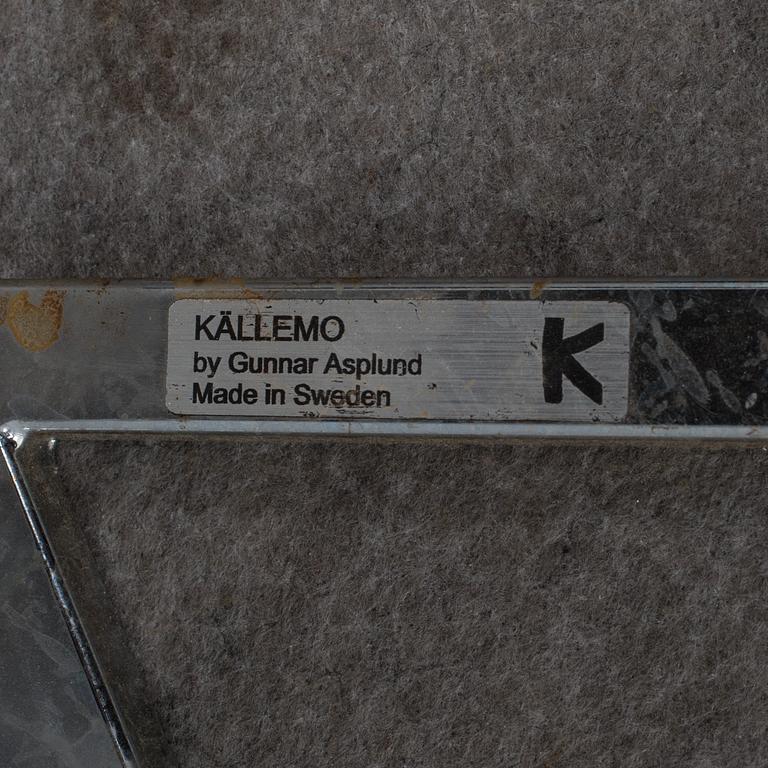 KÄLLEMO
by Gunnar Asplund
Made in Sweden
K